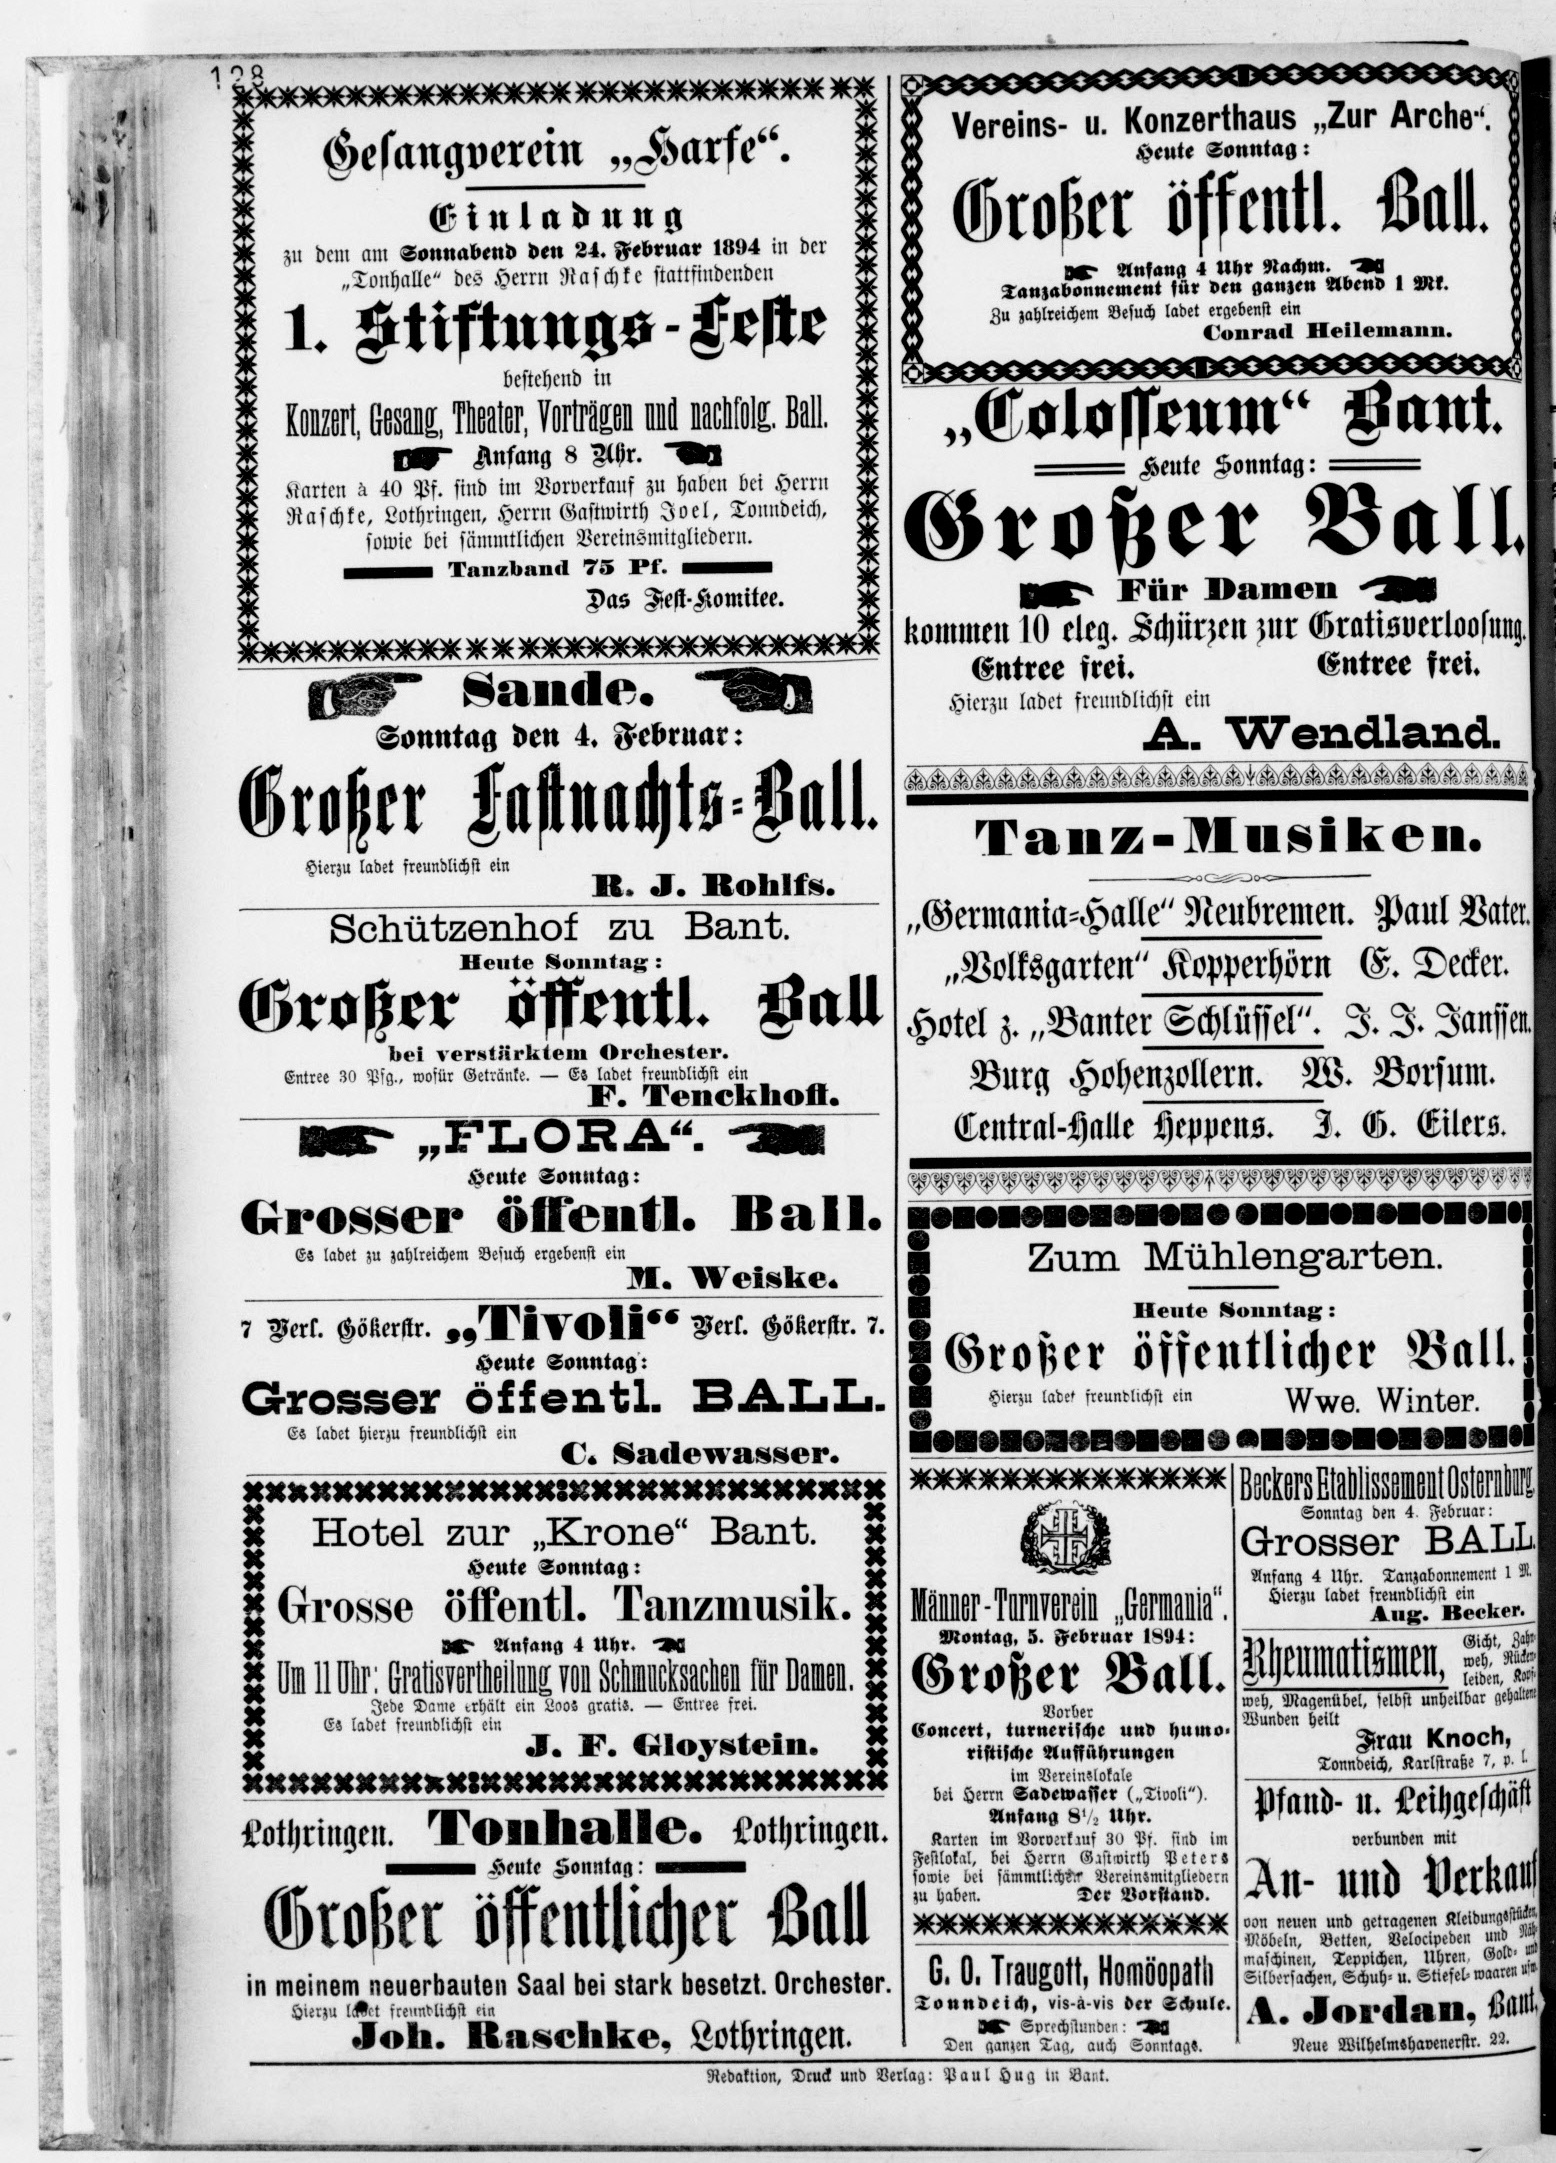 128
Gesangverein „Harfe“.
Einladung
zu dem am Sonnabend den 24. Februar 1894 in der
„Tonhalle“ des Herrn Raschke stattfindenden
1. Stiftungs-Feste
bestehend in
Konzert, Gesang, Theater, Vorträgen und nachfolg. Ball.
Anfang 8 Uhr.
Karten à 40 Pf. sind im Vorverkauf zu haben bei Herrn
Raschke, Lothringen, Herrn Gastwirth Joel, Tonndeich,
sowie bei sämmtlichen Vereinsmitgliedern.
Tanzband 75 Pf.
Das Fest-Komitee.
Sande.
Sonntag den 4. Februar:
Großer Fastnachts-Ball.
Hierzu ladet freundlichst ein
R. J. Rohlfs.
Schützenhof zu Bant.
Heute Sonntag:
Großer öffentl. Ball
bei verstärktem Orchester.
Entree 30 Pfg., wofür Getränke. — Es ladet freundlichst ein
F. Tenckhoff.
„FLORA“.
Heute Sonntag:
Grosser öffentl. Ball.
Es ladet zu zahlreichem Besuch ergebenst ein
M. Weiske.
7 Verl. Gökerstr. „Tivoli“ Verl. Gökerstr. 7.
Heute Sonntag:
Grosser öffentl. BALL.
Es ladet hierzu freundlichst ein
C. Sadewasser.
Hotel zur „Krone“ Bant.
Heute Sonntag:
Grosse öffentl. Tanzmusik.
Anfang 4 Uhr.
Um 11 Uhr: Gratisvertheilung von Schmucksachen für Damen.
Jede Dame erhält ein Loos gratis. — Entree frei.
Es ladet freundlichst ein
J. F. Gloystein.
Lothringen. Tonhalle. Lothringen.
Heute Sonntag:
Großer öffentlicher Ball
in meinem neuerbauten Saal bei stark besetzt. Orchester.
Hierzu ladet freundlichst ein
Joh. Raschke, Lothringen.
Vereins- u. Konzerthaus „Zur Arche“.
Heute Sonntag:
Großer öffentl. Ball.
Anfang 4 Uhr Nachm.
Tanzabonnement für den ganzen Abend 1 Mk.
Zu zahlreichem Besuch ladet ergebenst ein
Conrad Heilemann.
„Colosseum“ Bant.
Heute Sonntag:
Großer Ball.
Für Damen
kommen 10 eleg. Schürzen zur Gratisverloosung.
Entree frei. Entree frei.
Hierzu ladet freundlichst ein
A. Wendland.
Tanz-Musiken.
„Germania-Halle“ Neubremen. Paul Vater.
„Volksgarten“ Kopperhörn E. Decker.
Hotel z. „Banter Schlüssel“. J. J. Janssen.
Burg Hohenzollern. W. Borsum.
Central-Halle Heppens. J. G. Eilers.
Zum Mühlengarten.
Heute Sonntag:
Großer öffentlicher Ball.
Hierzu ladet freundlichst ein
Wwe. Winter.
Männer-Turnverein „Germania“.
Montag, 5. Februar 1894:
Großer Ball.
Vorher
Concert, turnerische und humo-
ristische Aufführungen
im Vereinslokale
bei Herrn Sadewasser („Tivoli“).
Anfang 8½ Uhr.
Karten im Vorverkauf 30 Pf. sind im
Festlokal, bei Herrn Gastwirth Peters
sowie bei sämmtlichen Vereinsmitgliedern
zu haben. Der Vorstand.
G. O. Traugott, Homöopath
Tonndeich, vis-à-vis der Schule.
Sprechstunden:
Den ganzen Tag, auch Sonntags.
Beckers Etablissement Osternburg.
Sonntag den 4. Februar:
Grosser BALL.
Anfang 4 Uhr. Tanzabonnement 1 M.
Hierzu ladet freundlichst ein
Aug. Becker.
Rheumatismen, Gicht, Zahn-
weh, Rücken-
leiden, Kopf-
weh, Magenübel, selbst unheilbar gehaltene
Wunden heilt
Frau Knoch,
Tonndeich, Karlstraße 7, p. l.
Pfand- u. Leihgeschäft
verbunden mit
An- und Verkauf
von neuen und getragenen Kleidungsstücken,
Möbeln, Betten, Velocipeden und Näh-
maschinen, Teppichen, Uhren, Gold- und
Silbersachen, Schuh- u. Stiefel-waaren usw.
A. Jordan, Bant,
Neue Wilhelmshavenerstr. 22.
Redaktion, Druck und Verlag: Paul Hug in Bant.